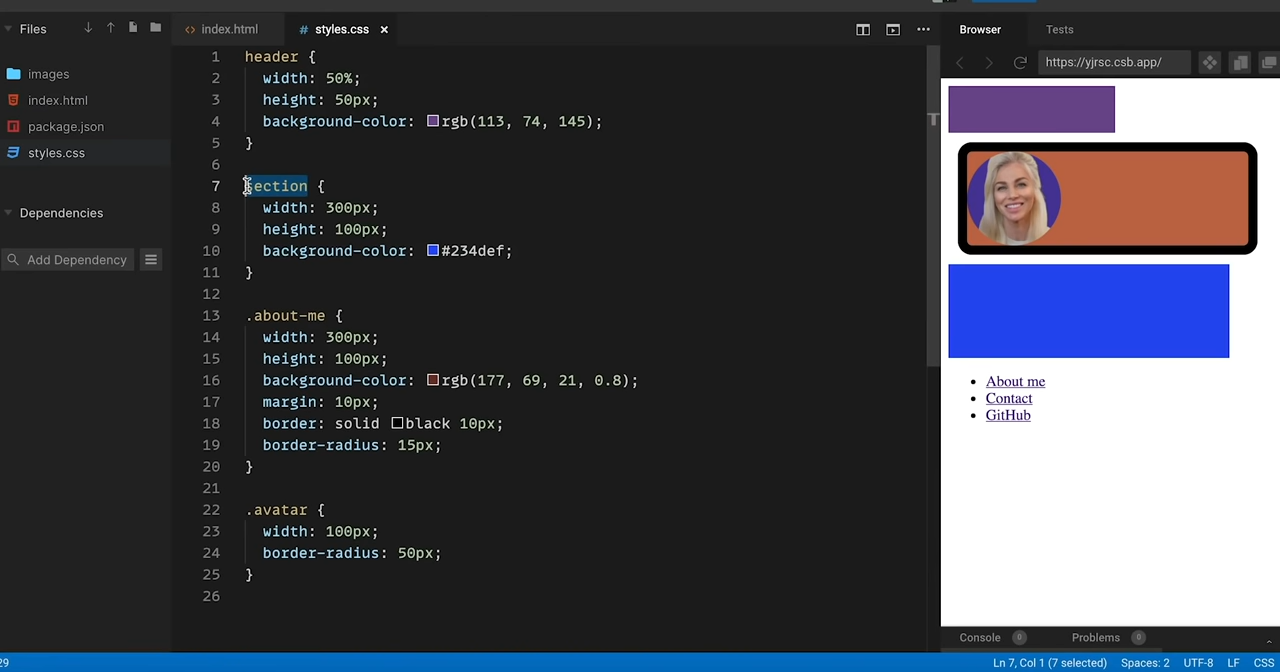 Files
index.html
styles.css
Browser
Tests
https://yjrsc.csb.app/
images
index.html
package.json
styles.css
Dependencies
Add Dependency
1 header {
2 width: 50%;
3 height: 50px;
4 background-color: rgb(113, 74, 145);
5 }
6
7 section {
8 width: 300px;
9 height: 100px;
10 background-color: #234def;
11 }
12
13 .about-me {
14 width: 300px;
15 height: 100px;
16 background-color: rgb(177, 69, 21, 0.8);
17 margin: 10px;
18 border: solid black 10px;
19 border-radius: 15px;
20 }
21
22 .avatar {
23 width: 100px;
24 border-radius: 50px;
25 }
26
About me
Contact
GitHub
Console 0
Problems 0
29
Ln 7, Col 1 (7 selected) Spaces: 2 UTF-8 LF CSS